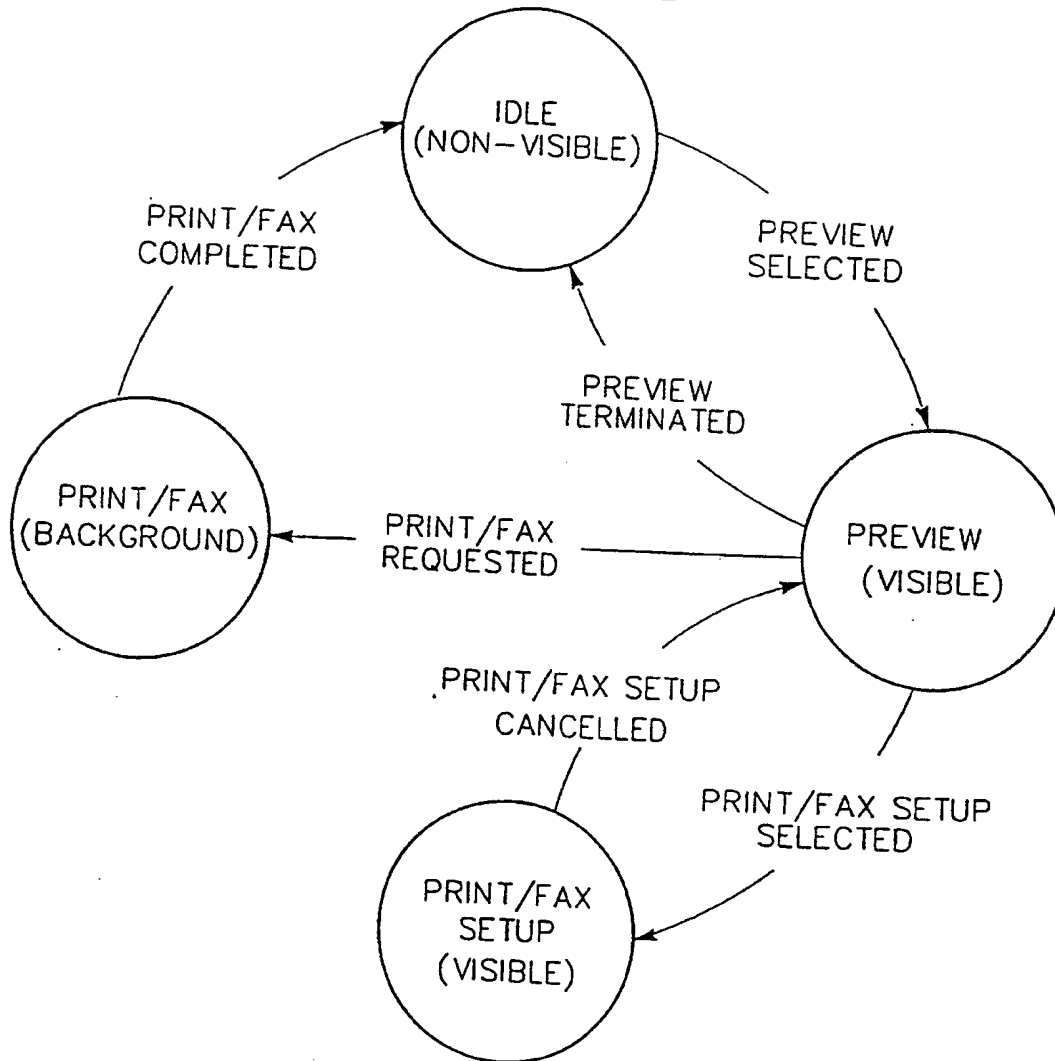 IDLE
(NON-VISIBLE)
PRINT/FAX
COMPLETED
PREVIEW
SELECTED
PREVIEW
TERMINATED
PRINT/FAX
(BACKGROUND)
PRINT/FAX
REQUESTED
PREVIEW
(VISIBLE)
PRINT/FAX SETUP
CANCELLED
PRINT/FAX SETUP
SELECTED
PRINT/FAX
SETUP
(VISIBLE)